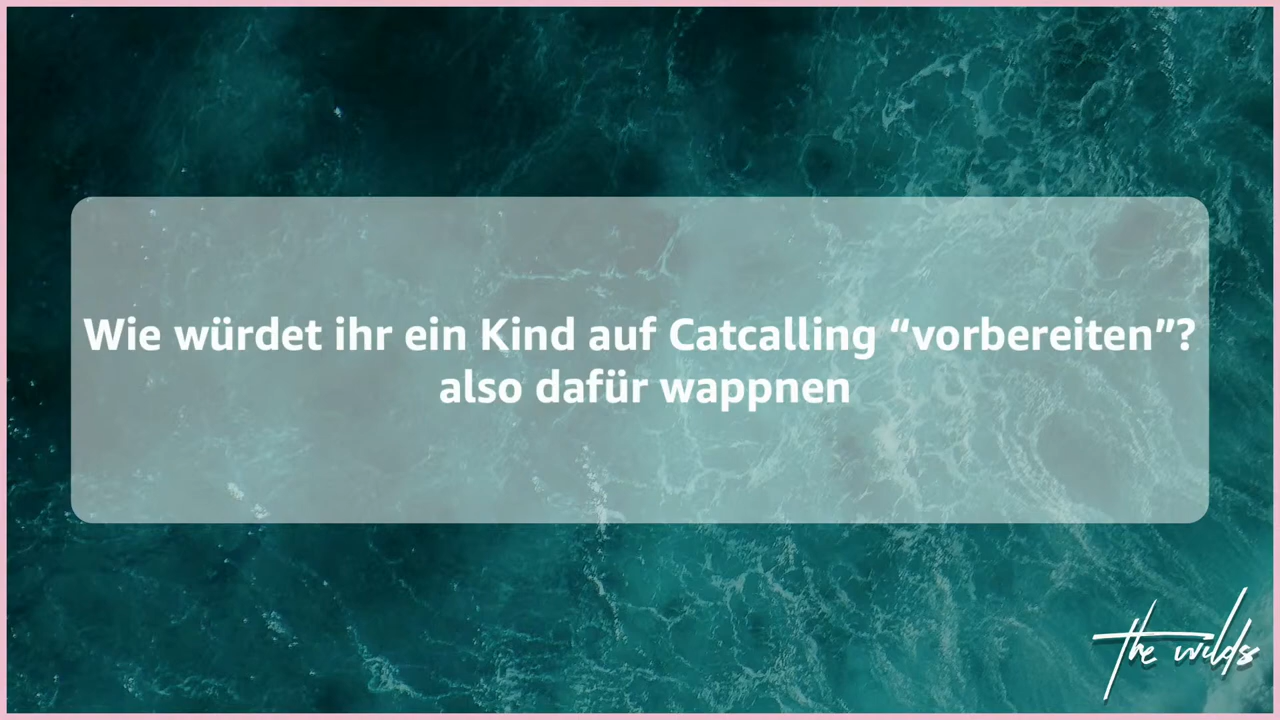 Wie würdet ihr ein Kind auf Catcalling “vorbereiten”?
also dafür wappnen
the wilds